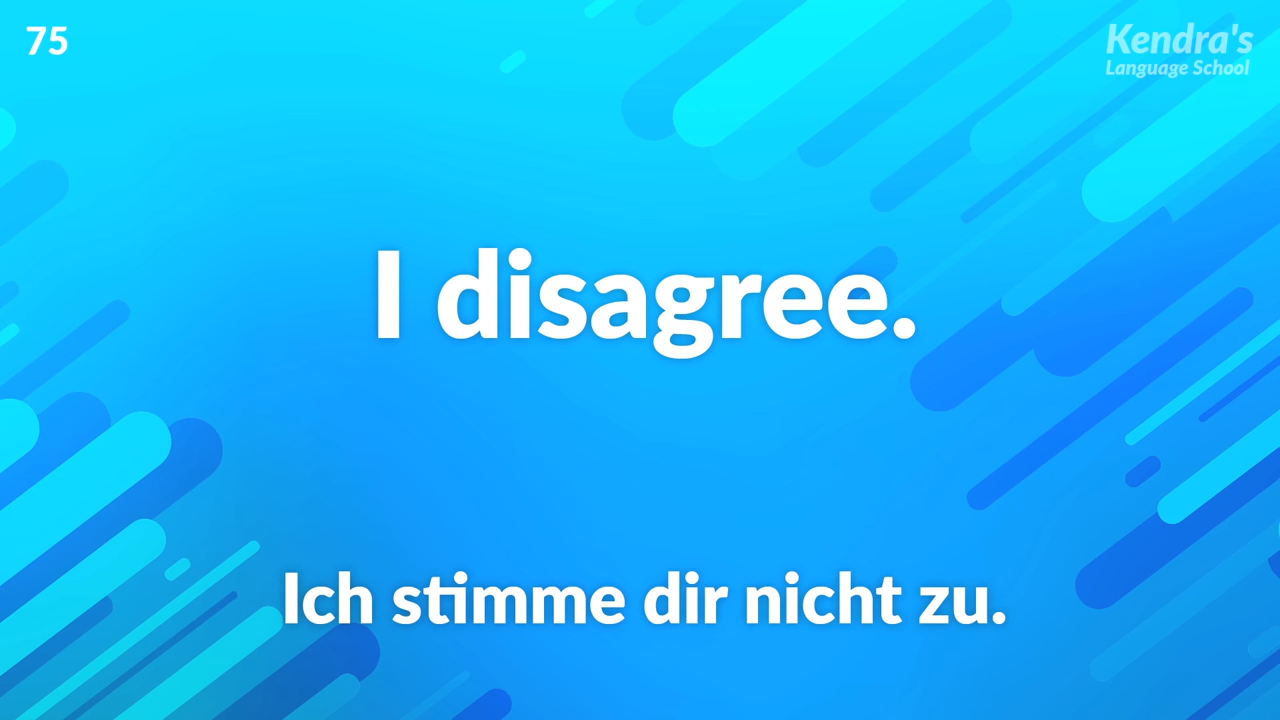 75
Kendra's
Language School
I disagree.
Ich stimme dir nicht zu.